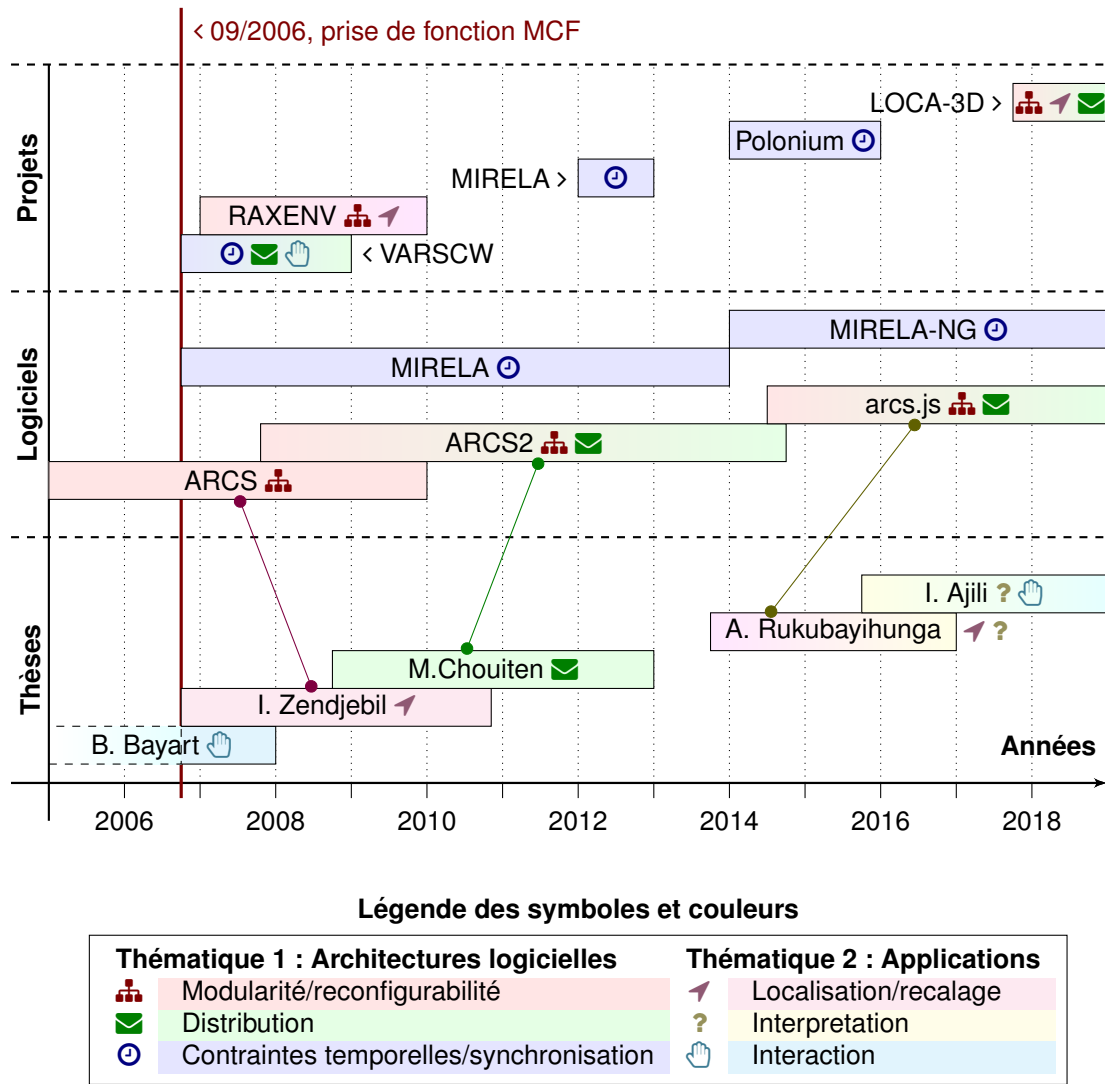 < 09/2006, prise de fonction MCF
Projets
LOCA-3D >
Polonium
MIRELA >
RAXENV
< VARSCW
Logiciels
MIRELA-NG
MIRELA
arcs.js
ARCS2
ARCS
Thèses
I. Ajili ?
A. Rukubayihunga ?
M.Chouiten
I. Zendjebil
B. Bayart
Années
2006 2008 2010 2012 2014 2016 2018
Légende des symboles et couleurs
Thématique 1 : Architectures logicielles
Modularité/reconfigurabilité
Distribution
Contraintes temporelles/synchronisation
Thématique 2 : Applications
Localisation/recalage
? Interpretation
Interaction